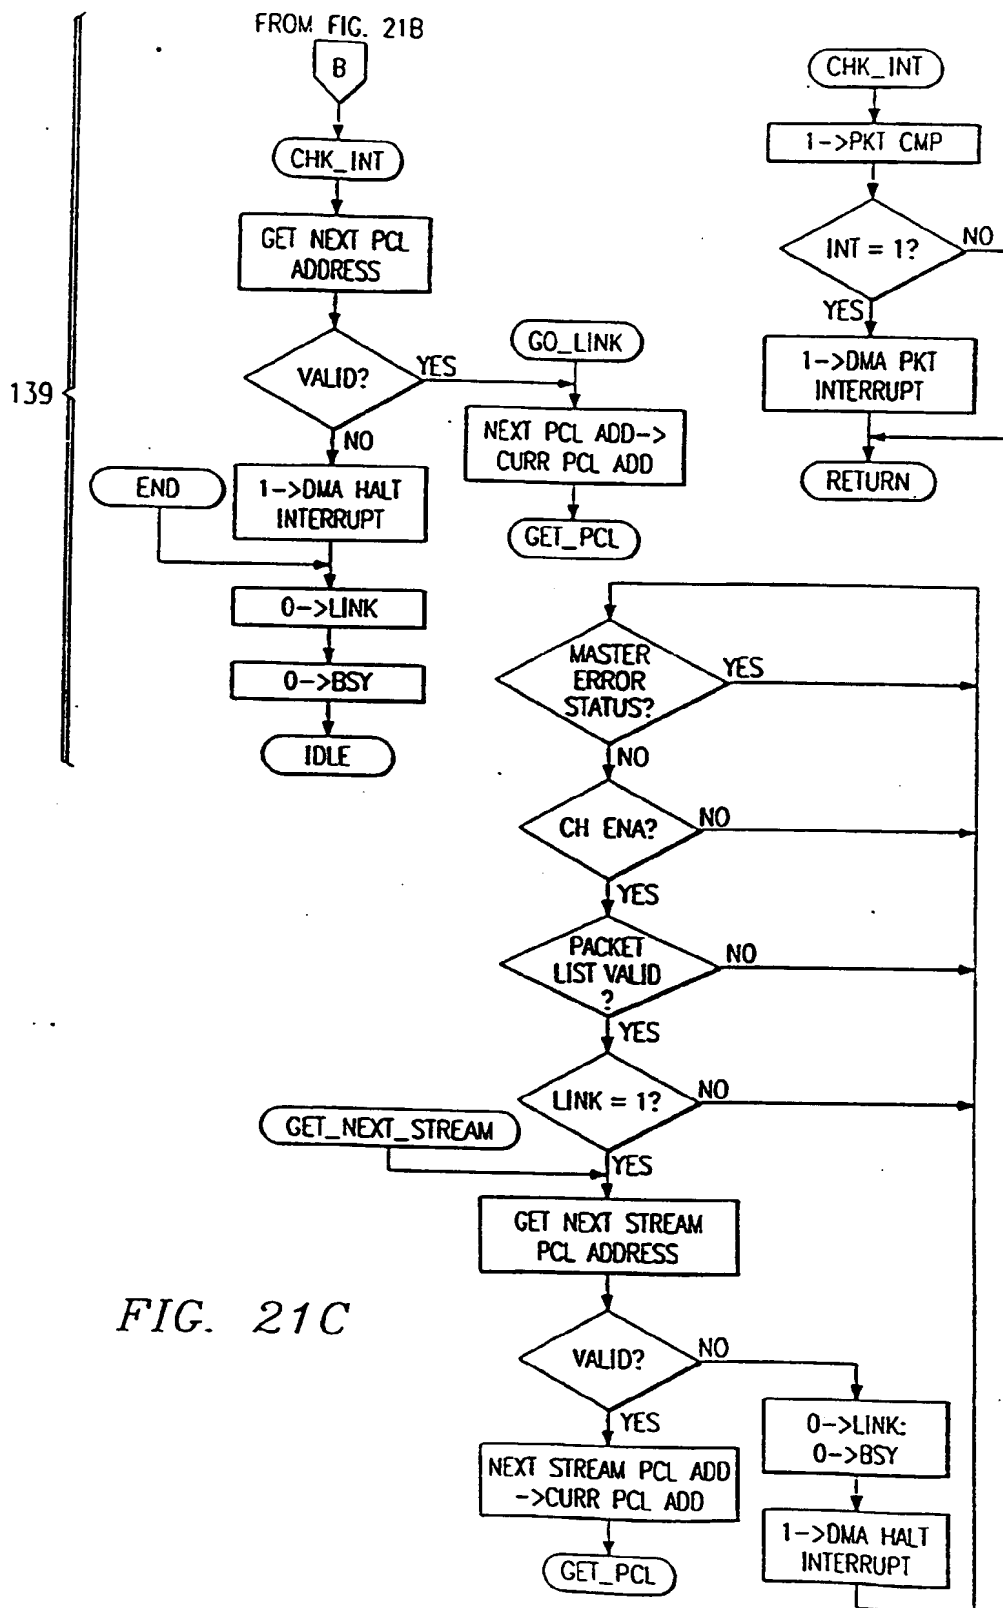 FROM FIG. 21B
B
CHK_INT
GET NEXT PCL
ADDRESS
VALID?
YES
NO
GO_LINK
NEXT PCL ADD->
CURR PCL ADD
GET_PCL
139
END
1->DMA HALT
INTERRUPT
0->LINK
0->BSY
IDLE
CHK_INT
1->PKT CMP
INT = 1?
NO
YES
1->DMA PKT
INTERRUPT
RETURN
MASTER
ERROR
STATUS?
YES
NO
CH ENA?
NO
YES
PACKET
LIST VALID
?
NO
YES
LINK = 1?
NO
YES
GET_NEXT_STREAM
GET NEXT STREAM
PCL ADDRESS
VALID?
NO
YES
NEXT STREAM PCL ADD
->CURR PCL ADD
GET_PCL
0->LINK:
0->BSY
1->DMA HALT
INTERRUPT
FIG. 21C